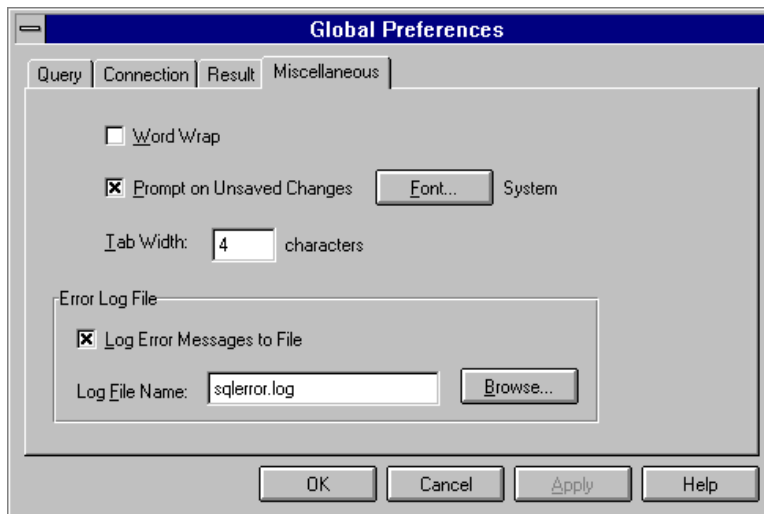 Global Preferences
Query Connection Result Miscellaneous
Word Wrap
Prompt on Unsaved Changes Font... System
Tab Width: 4 characters
Error Log File
Log Error Messages to File
Log File Name: sqlerror.log Browse...
OK Cancel Apply Help